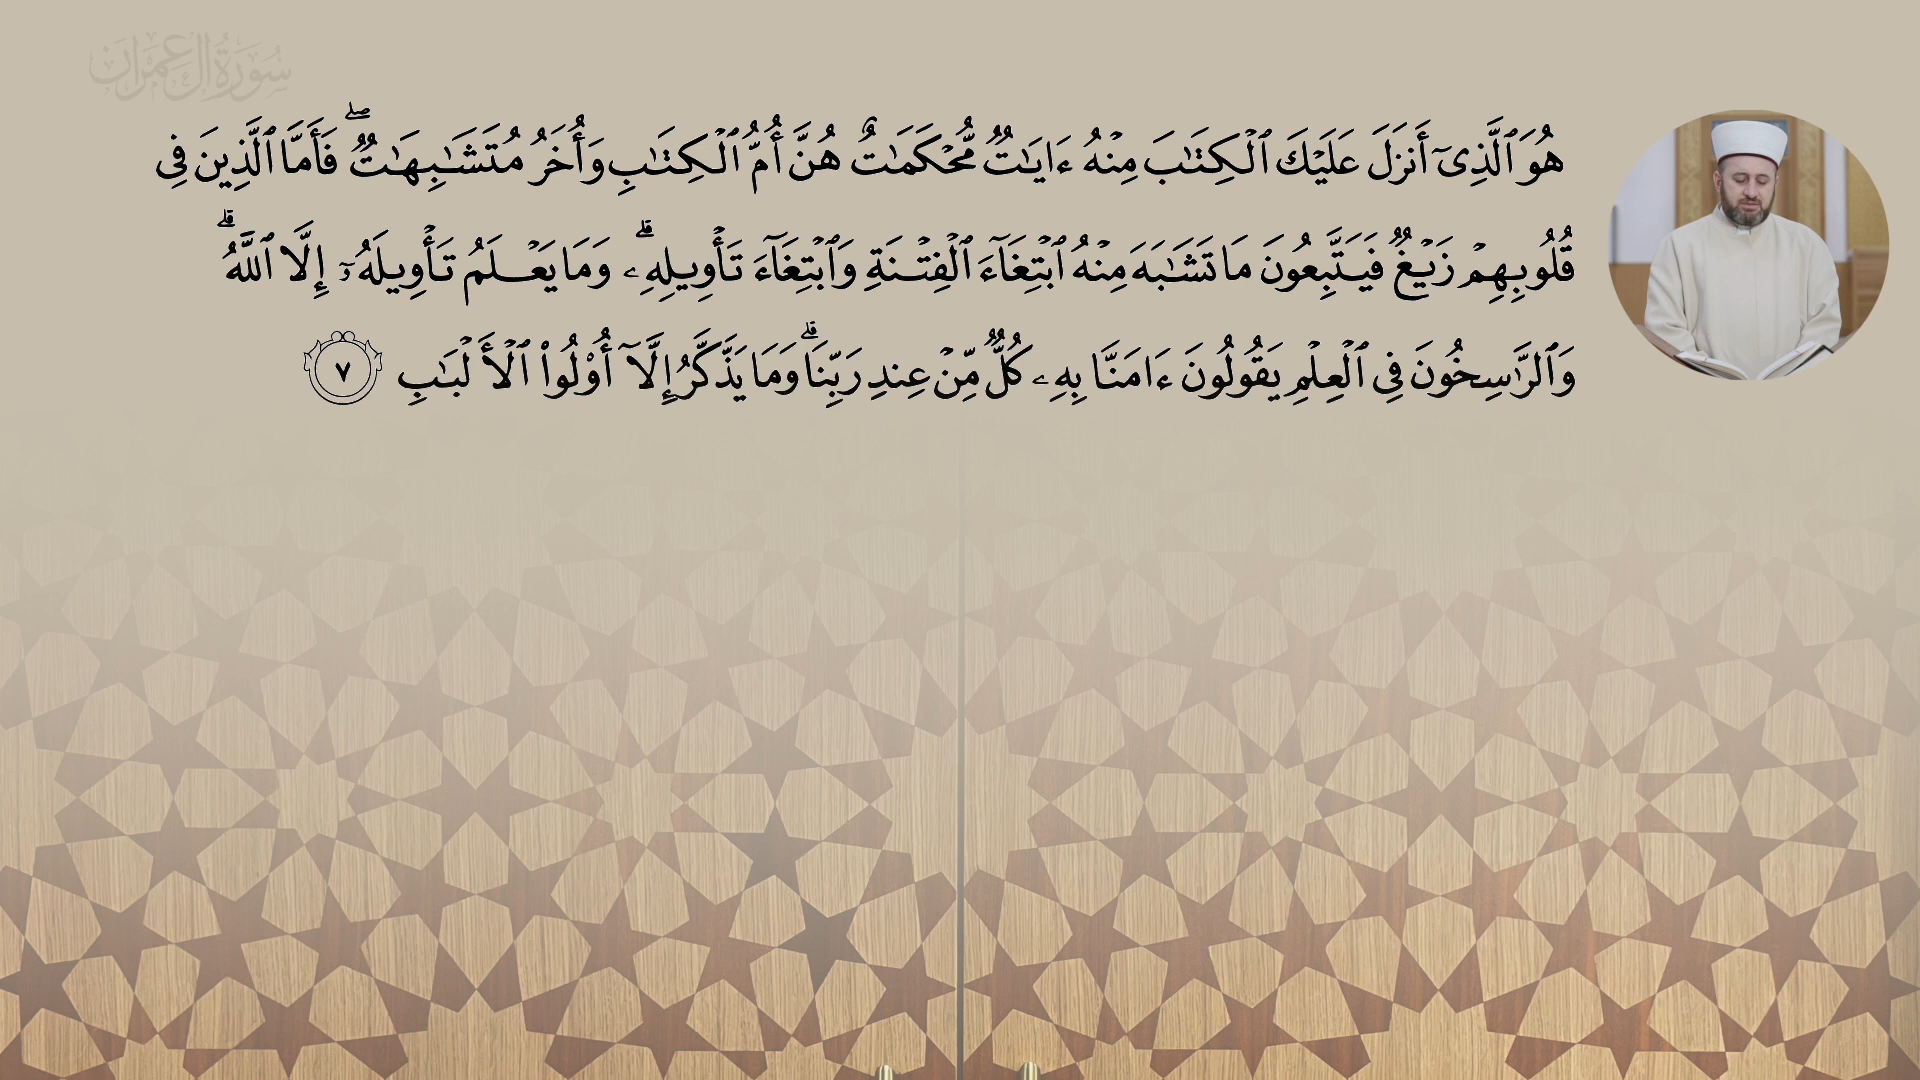 سُورَةُ آلِ عِمْرَان
هُوَ ٱلَّذِىٓ أَنزَلَ عَلَيْكَ ٱلْكِتَـٰبَ مِنْهُ ءَايَـٰتٌ مُّحْكَمَـٰتٌ هُنَّ أُمُّ ٱلْكِتَـٰبِ وَأُخَرُ مُتَشَـٰبِهَـٰتٌ ۖ فَأَمَّا ٱلَّذِينَ فِى
قُلُوبِهِمْ زَيْغٌ فَيَتَّبِعُونَ مَا تَشَـٰبَهَ مِنْهُ ٱبْتِغَآءَ ٱلْفِتْنَةِ وَٱبْتِغَآءَ تَأْوِيلِهِۦ ۗ وَمَا يَعْلَمُ تَأْوِيلَهُۥٓ إِلَّا ٱللَّهُ ۗ
وَٱلرَّٰسِخُونَ فِى ٱلْعِلْمِ يَقُولُونَ ءَامَنَّا بِهِۦ كُلٌّ مِّنْ عِندِ رَبِّنَا ۗ وَمَا يَذَّكَّرُ إِلَّآ أُو۟لُوا۟ ٱلْأَلْبَـٰبِ ٧